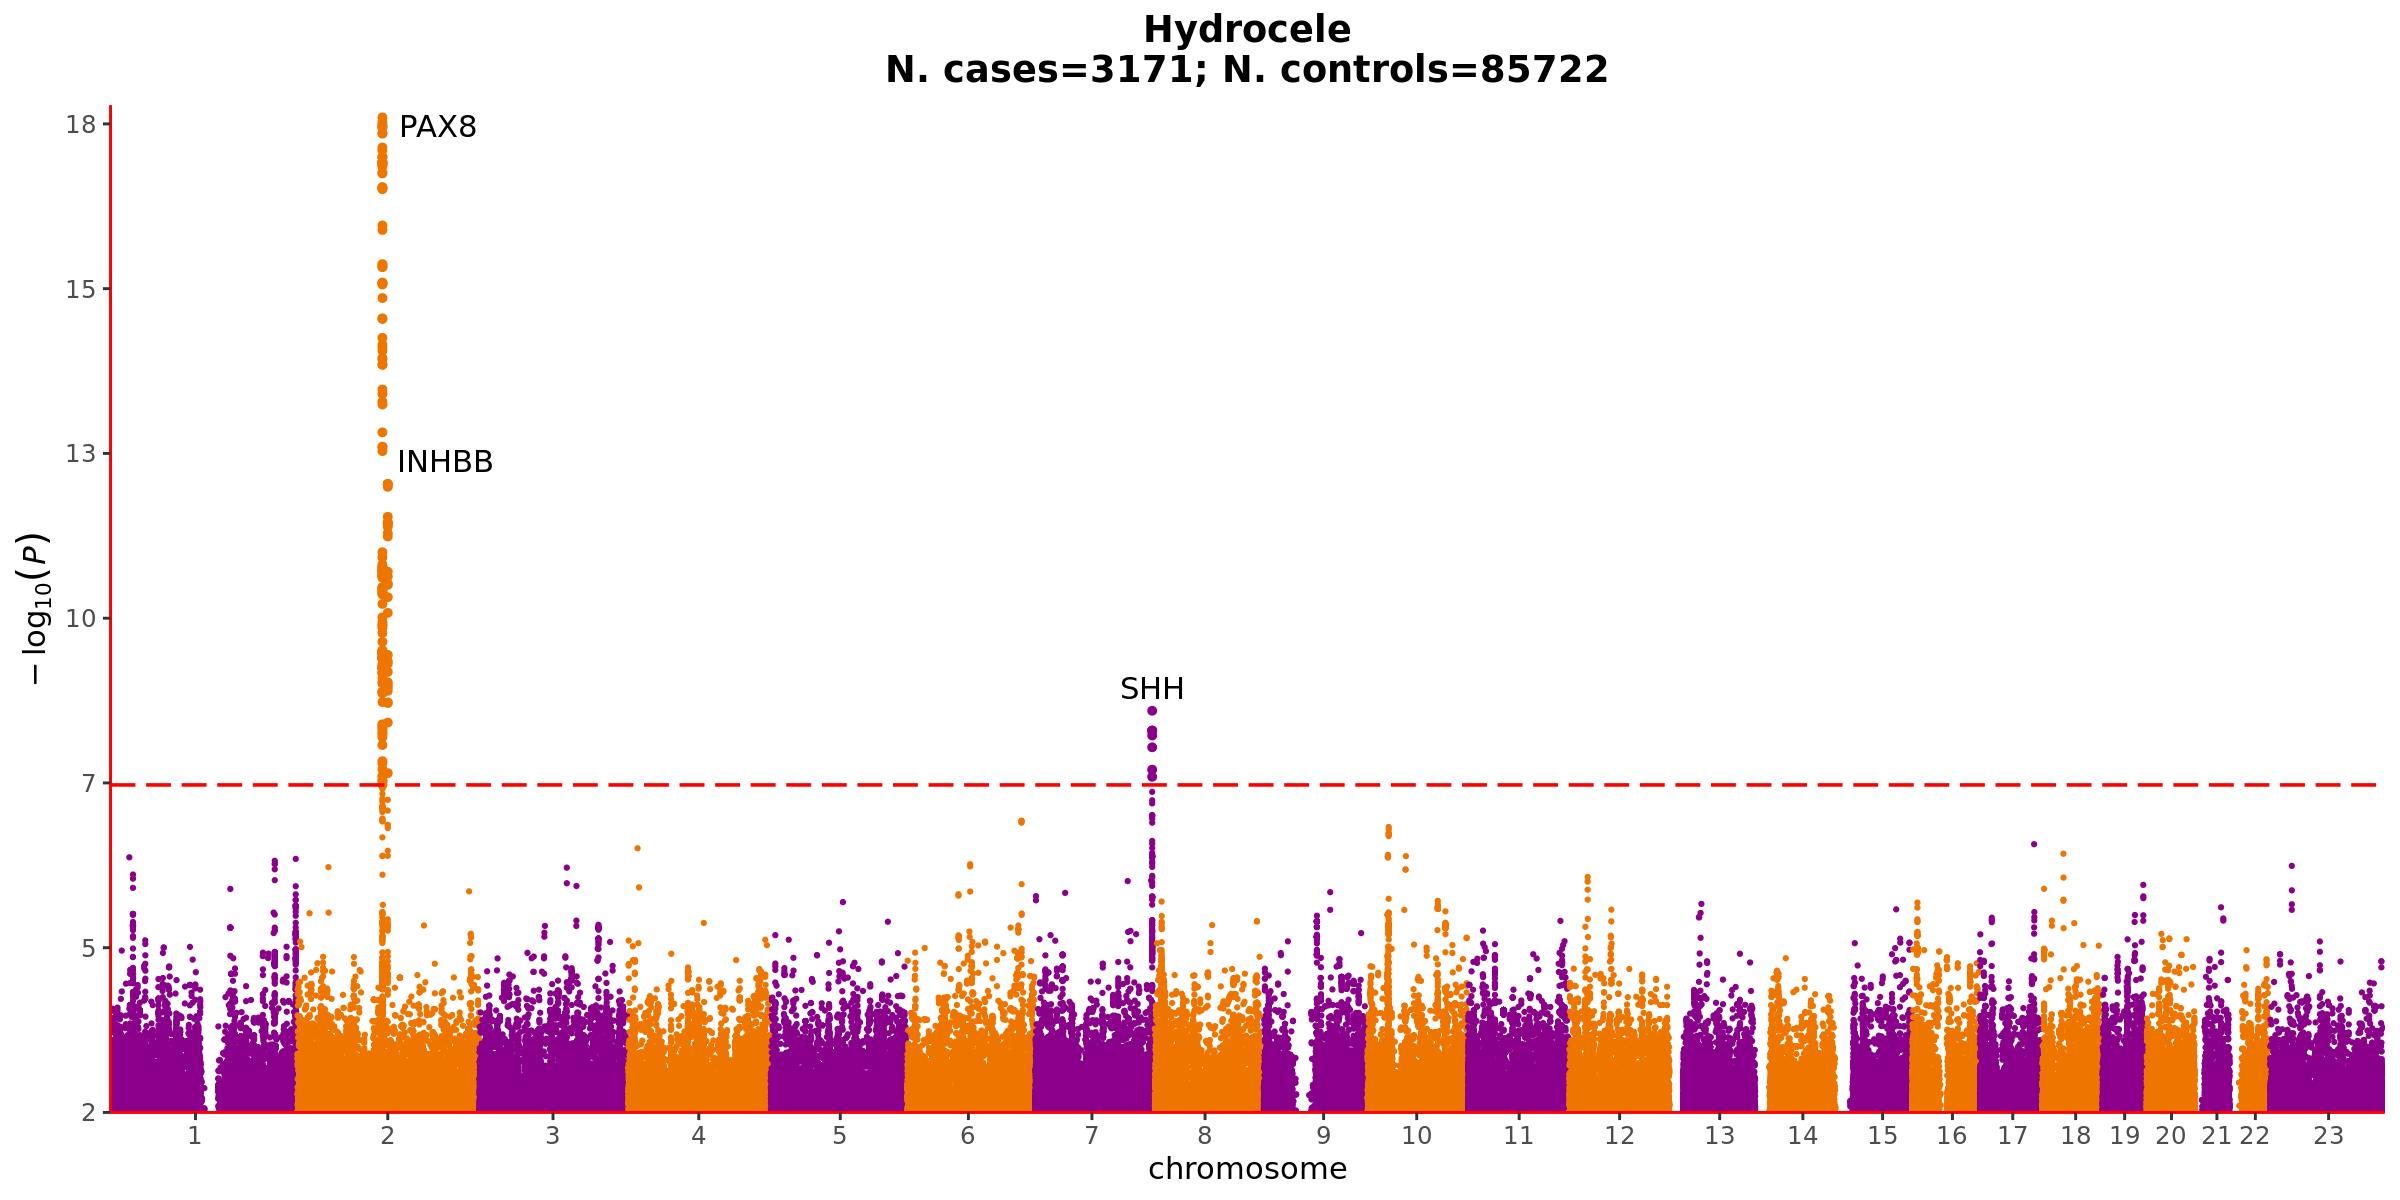 Hydrocele
N. cases=3171; N. controls=85722
18
PAX8
15
13
INHBB
− log10(P)
10
SHH
7
5
2
1 2 3 4 5 6 7 8 9 10 11 12 13 14 15 16 17 18 19 20 21 22 23
chromosome